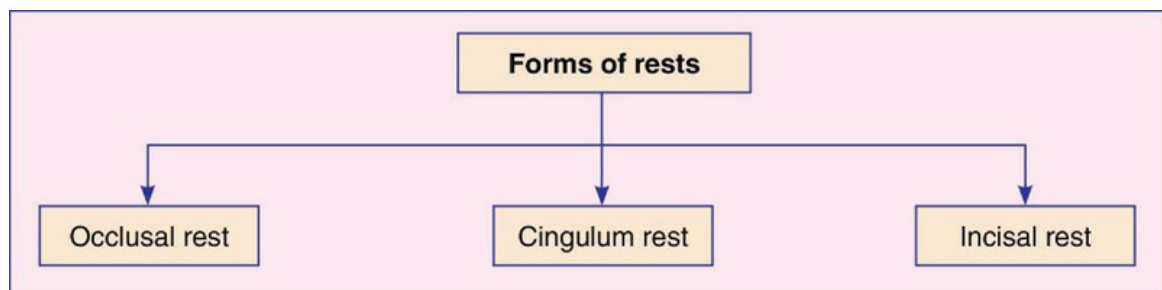 Forms of rests
Occlusal rest
Cingulum rest
Incisal rest